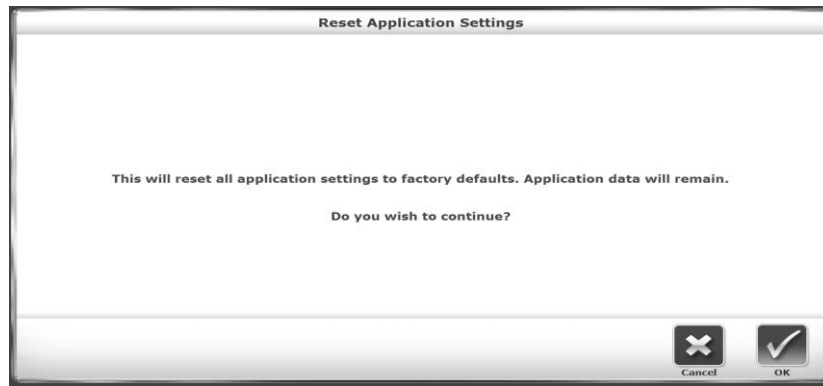 Reset Application Settings
This will reset all application settings to factory defaults. Application data will remain.
Do you wish to continue?
Cancel
OK